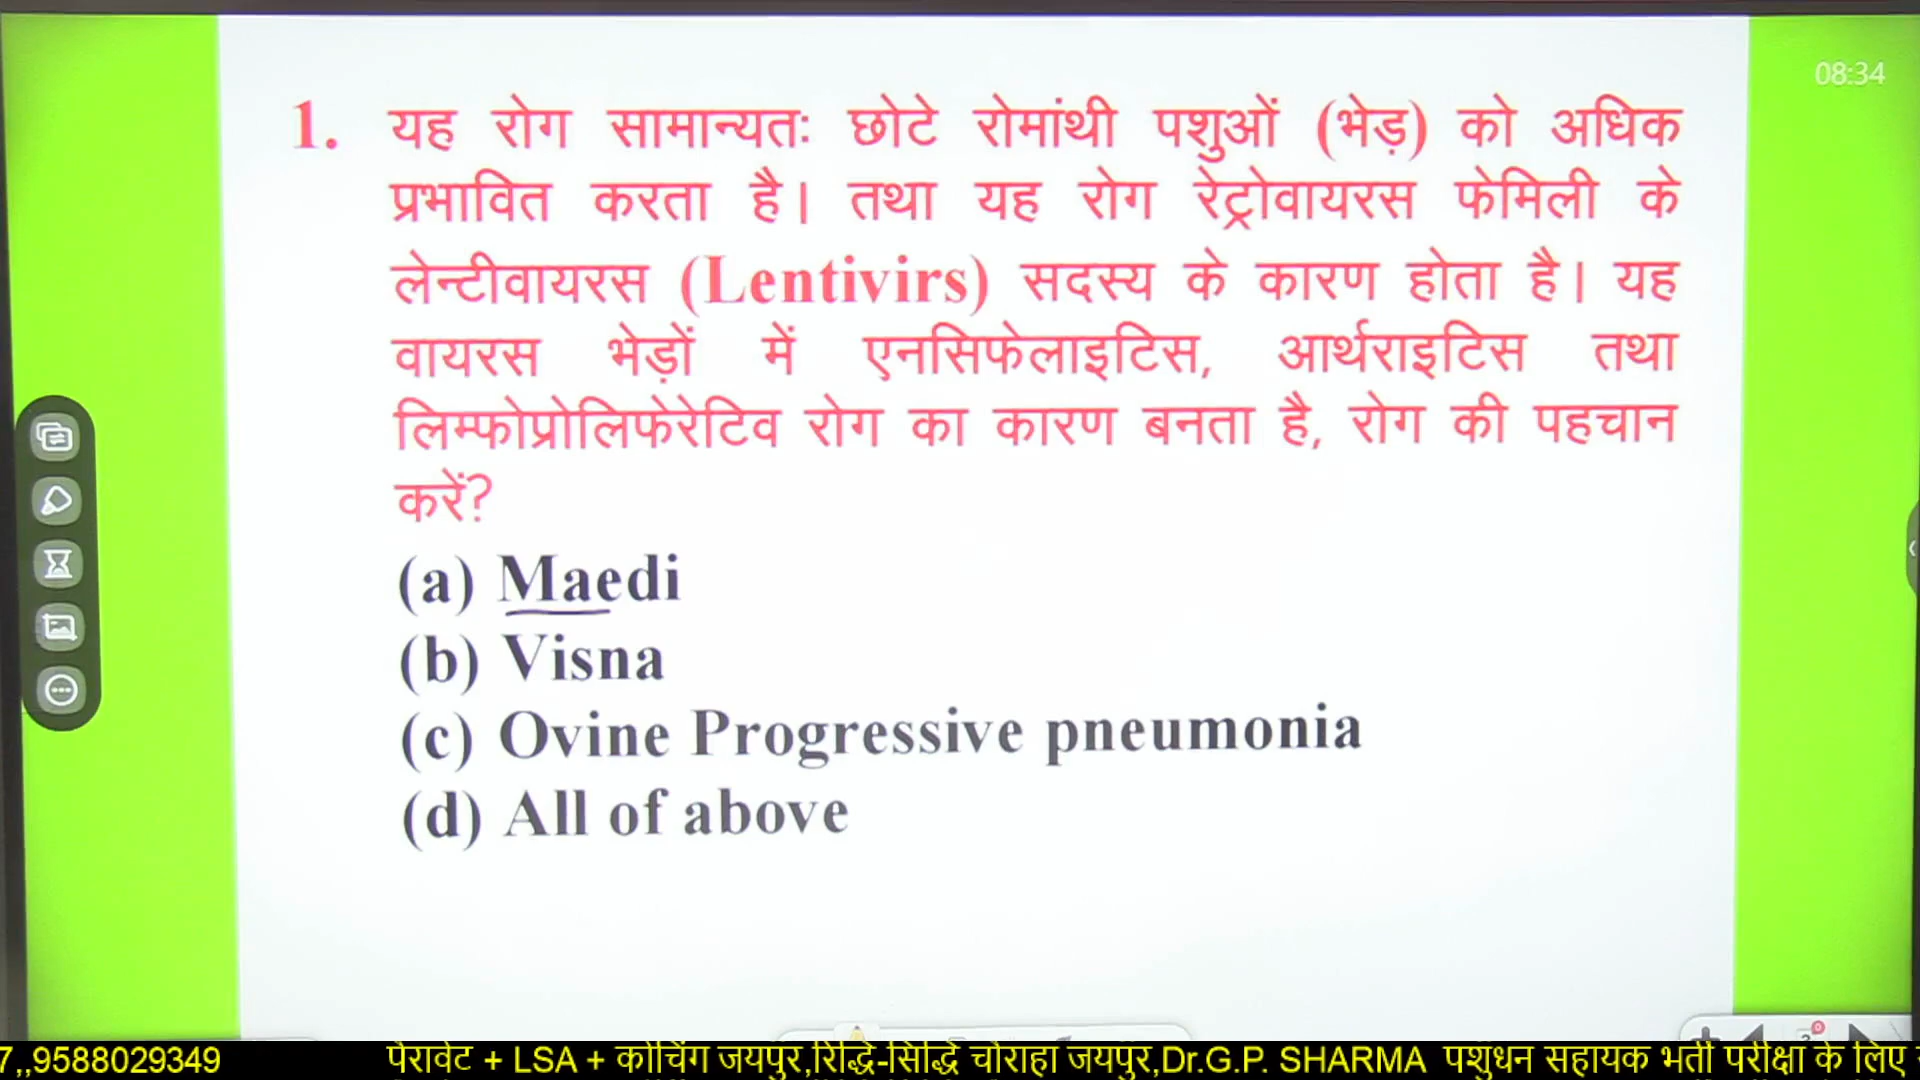 08:34
1. यह रोग सामान्यतः छोटे रोमांथी पशुओं (भेड़) को अधिक
प्रभावित करता है। तथा यह रोग रेट्रोवायरस फेमिली के
लेन्टीवायरस (Lentivirs) सदस्य के कारण होता है। यह
वायरस भेड़ों में एनसिफेलाइटिस, आर्थराइटिस तथा
लिम्फोप्रोलिफेरेटिव रोग का कारण बनता है, रोग की पहचान
करें?
(a) Maedi
(b) Visna
(c) Ovine Progressive pneumonia
(d) All of above
7,,9588029349 पैरावेट + LSA + कोचिंग जयपुर,रिद्धि-सिद्धि चौराहा जयपुर,Dr.G.P. SHARMA पशुधन सहायक भर्ती परीक्षा के लिए